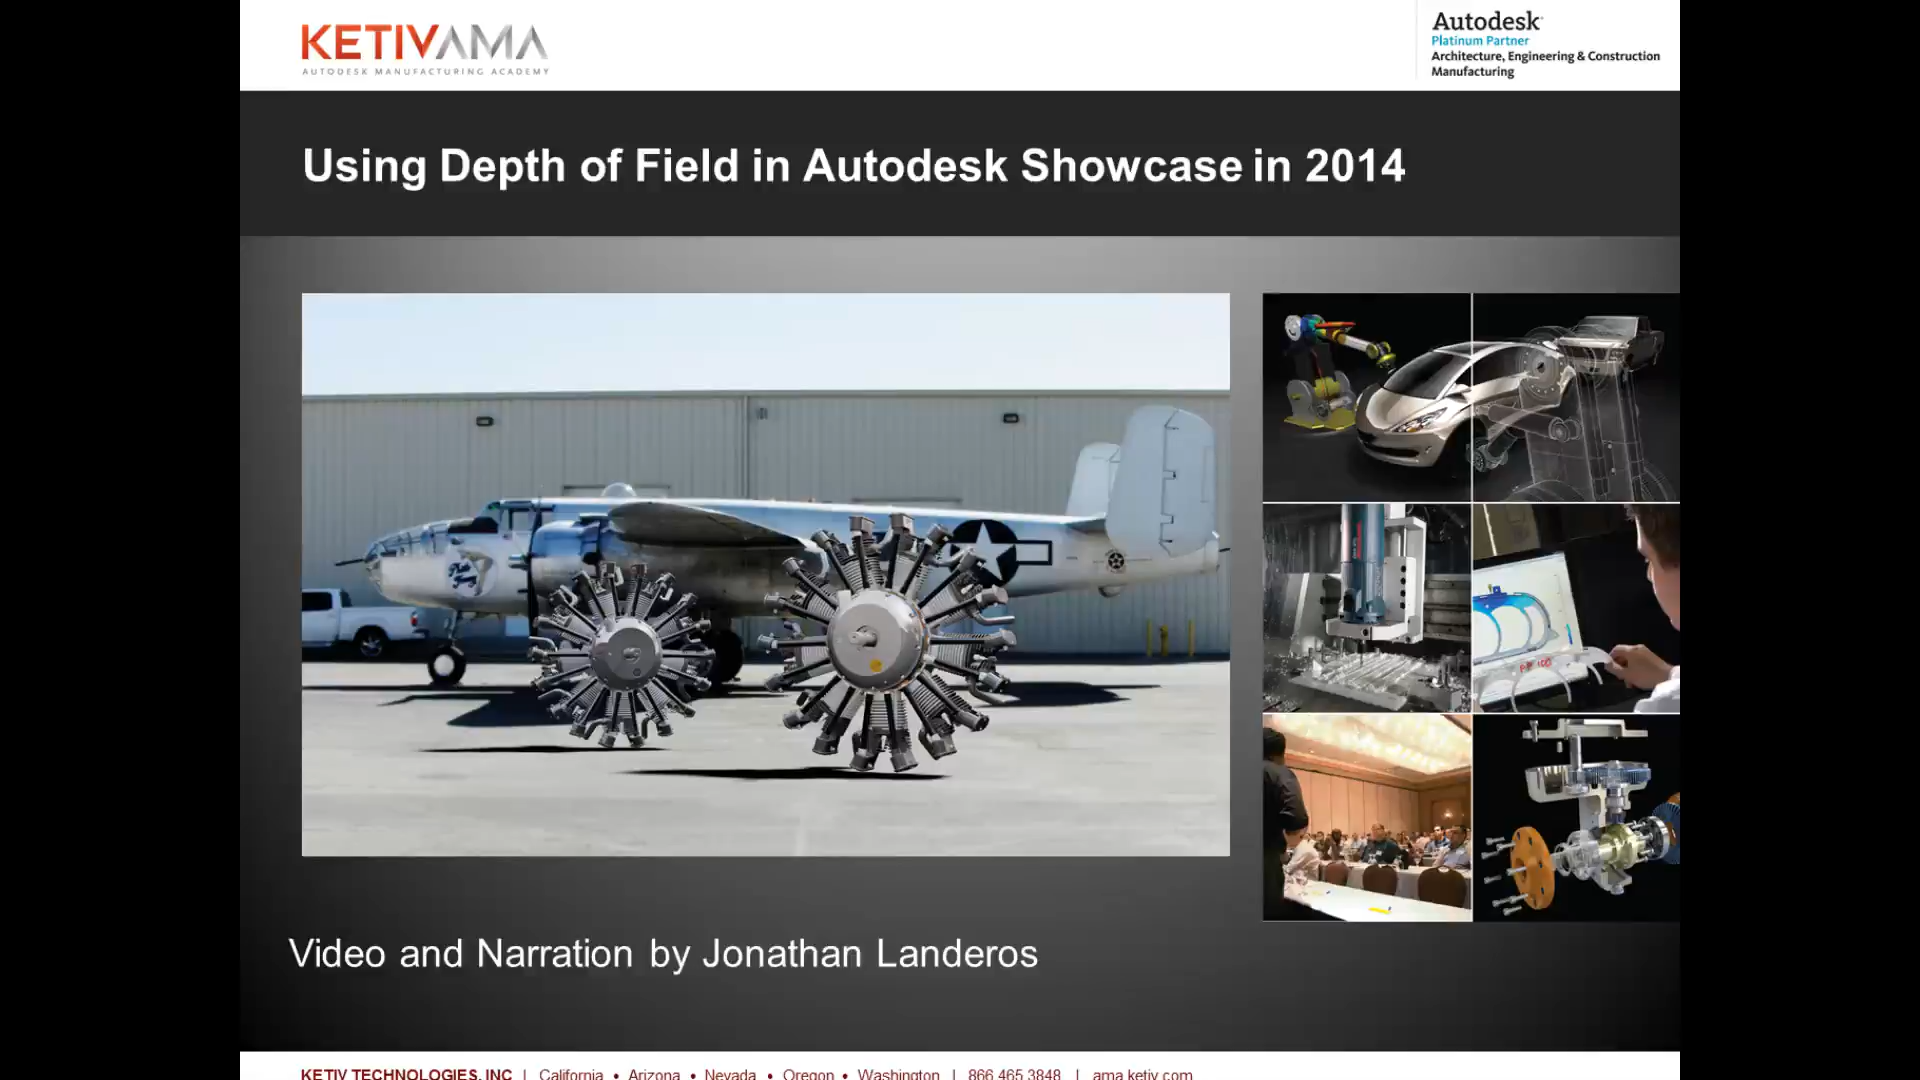 KETIVAMA
AUTODESK MANUFACTURING ACADEMY
Autodesk
Platinum Partner
Architecture, Engineering & Construction
Manufacturing
Using Depth of Field in Autodesk Showcase in 2014
Video and Narration by Jonathan Landeros
KETIV TECHNOLOGIES, INC | California • Arizona • Nevada • Oregon • Washington | 866.465.3848 | ama.ketiv.com